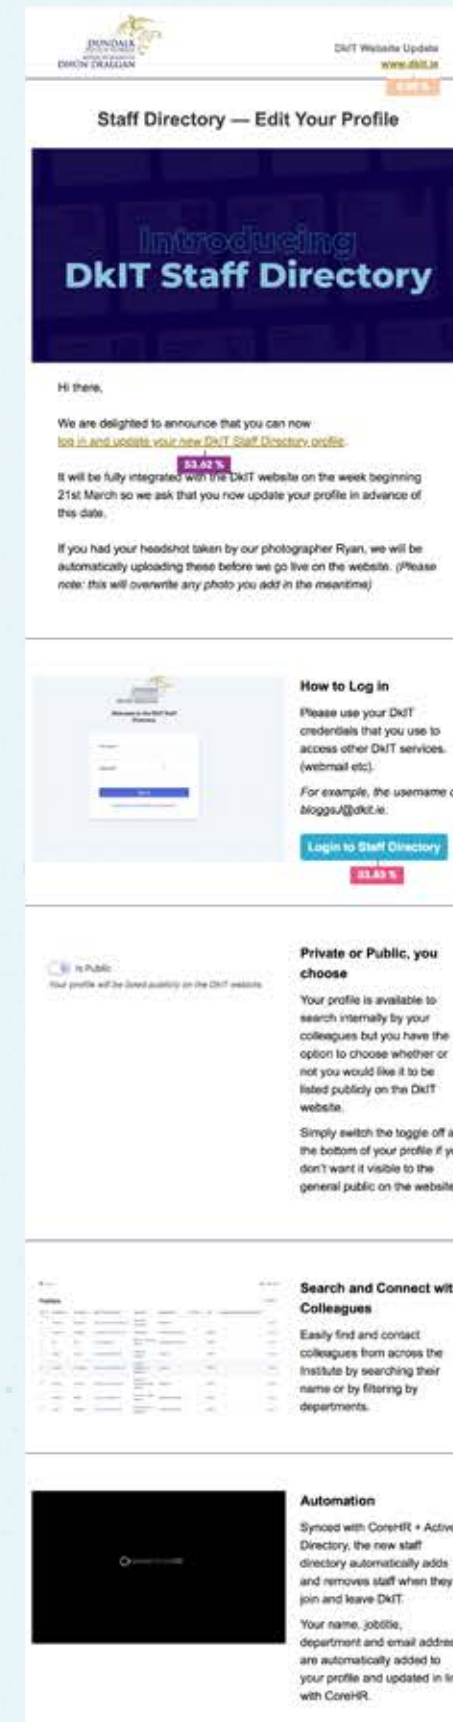 DUNDALK
DHÚN DEALGAN
DkIT Website Update
www.dkit.ie
Staff Directory — Edit Your Profile
Introducing
DkIT Staff Directory
Hi there,
We are delighted to announce that you can now
log in and update your new DkIT Staff Directory profile.
53.62 %
It will be fully integrated with the DkIT website on the week beginning
21st March so we ask that you now update your profile in advance of
this date.
If you had your headshot taken by our photographer Ryan, we will be
automatically uploading these before we go live on the website. (Please
note: this will overwrite any photo you add in the meantime)
How to Log in
Please use your DkIT
credentials that you use to
access other DkIT services.
(webmail etc).
For example, the username
bloggsJ@dkit.ie.
Login to Staff Directory
Is Public
Your profile will be listed publicly on the DkIT website.
Private or Public, you
choose
Your profile is available to
search internally by your
colleagues but you have the
option to choose whether or
not you would like it to be
listed publicly on the DkIT
website.
Simply switch the toggle off a
the bottom of your profile if yo
don't want it visible to the
general public on the website
Search and Connect wit
Colleagues
Easily find and contact
colleagues from across the
Institute by searching their
name or by filtering by
departments.
Automation
Synced with CoreHR + Active
Directory, the new staff
directory automatically adds
and removes staff when they
join and leave DkIT.
Your name, jobtitle,
department and email addres
are automatically added to
your profile and updated in lin
with CoreHR.